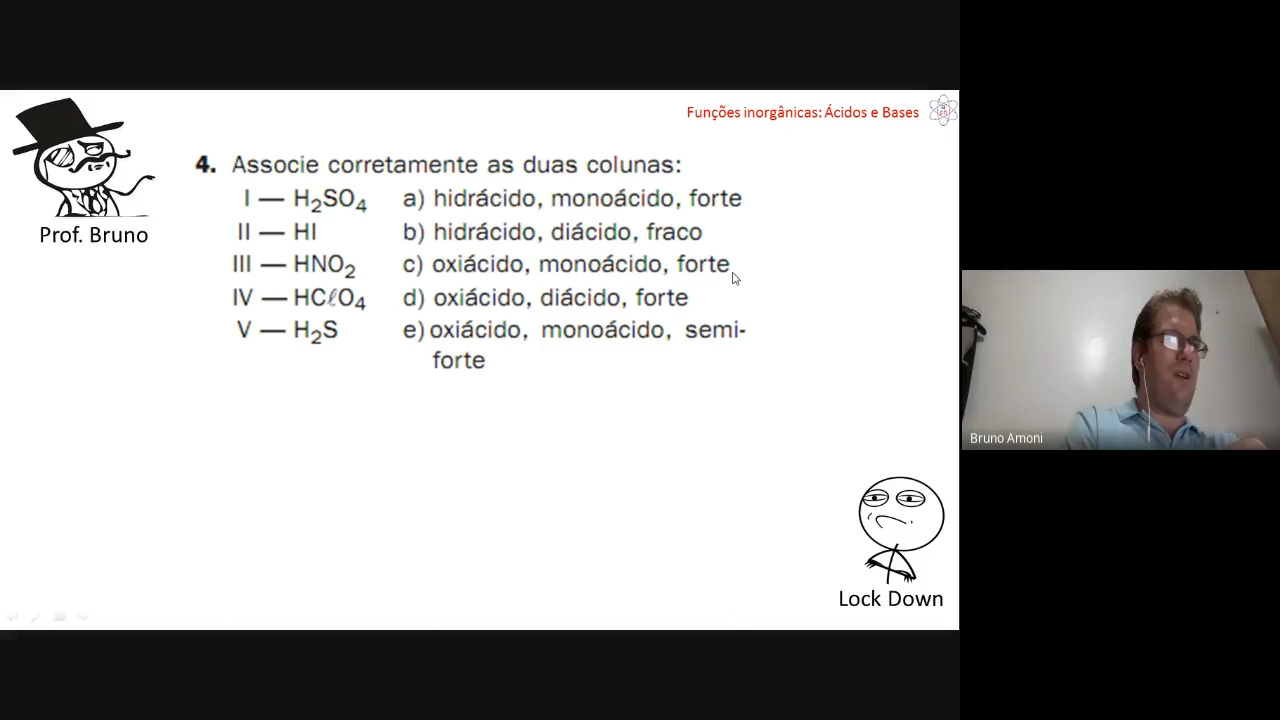 Funções inorgânicas: Ácidos e Bases
Prof. Bruno
4. Associe corretamente as duas colunas:
I — H₂SO₄ a) hidrácido, monoácido, forte
II — HI b) hidrácido, diácido, fraco
III — HNO₂ c) oxiácido, monoácido, forte
IV — HCℓO₄ d) oxiácido, diácido, forte
V — H₂S e) oxiácido, monoácido, semi-
forte
Bruno Amoni
Lock Down